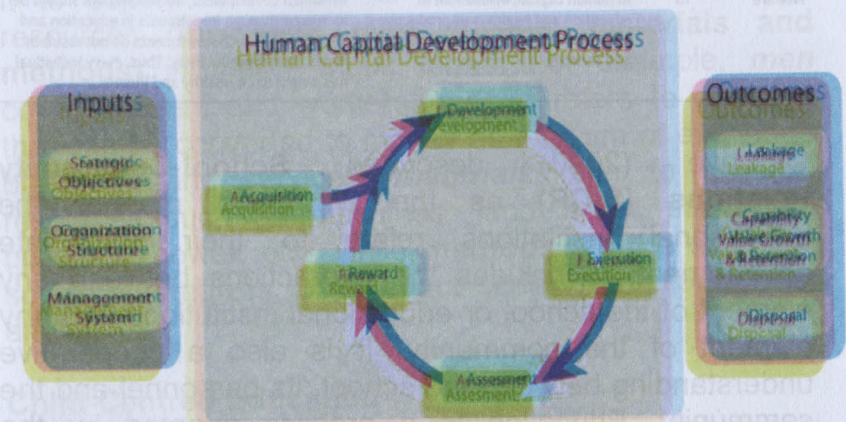 Human Capital Development Process
Inputs
Strategic
Objectives
Organization
Structure
Management
System
Acquisition
Development
Execution
Assesment
Reward
Outcomes
Leakage
Capability
Value Growth
& Retention
Disposal